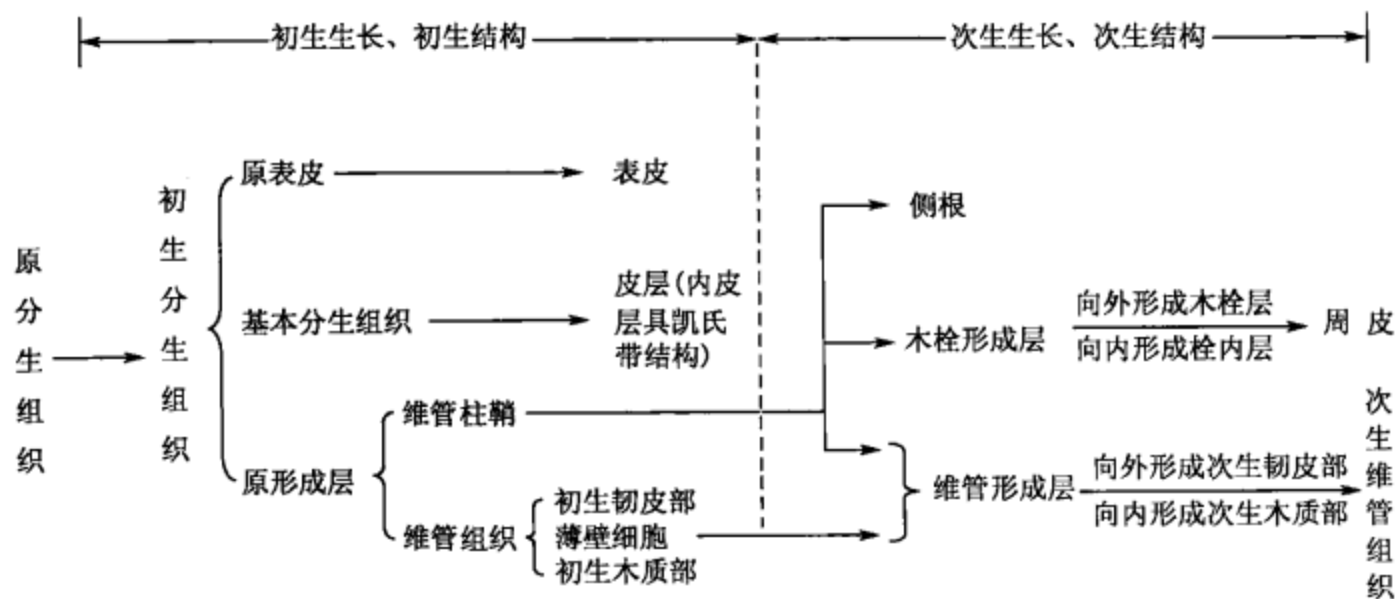 初生生长、初生结构
次生生长、次生结构
原分生组织
初生分生组织
原表皮
表皮
基本分生组织
皮层(内皮
层具凯氏
带结构)
原形成层
维管柱鞘
维管组织
初生韧皮部
薄壁细胞
初生木质部
侧根
木栓形成层
向外形成木栓层
向内形成栓内层
周皮
维管形成层
向外形成次生韧皮部
向内形成次生木质部
次生维管组织